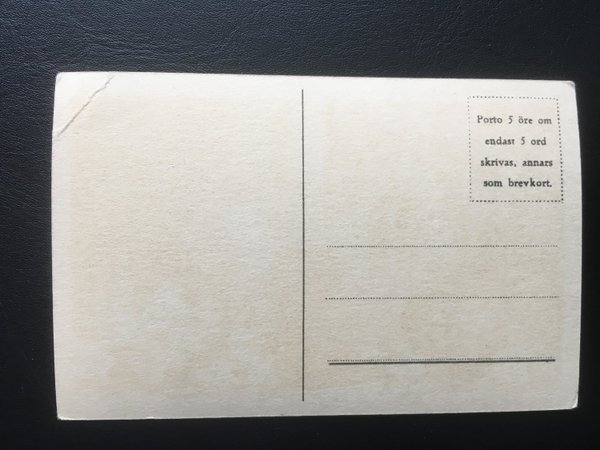 Porto 5 öre om
endast 5 ord
skrivas, annars
som brevkort.